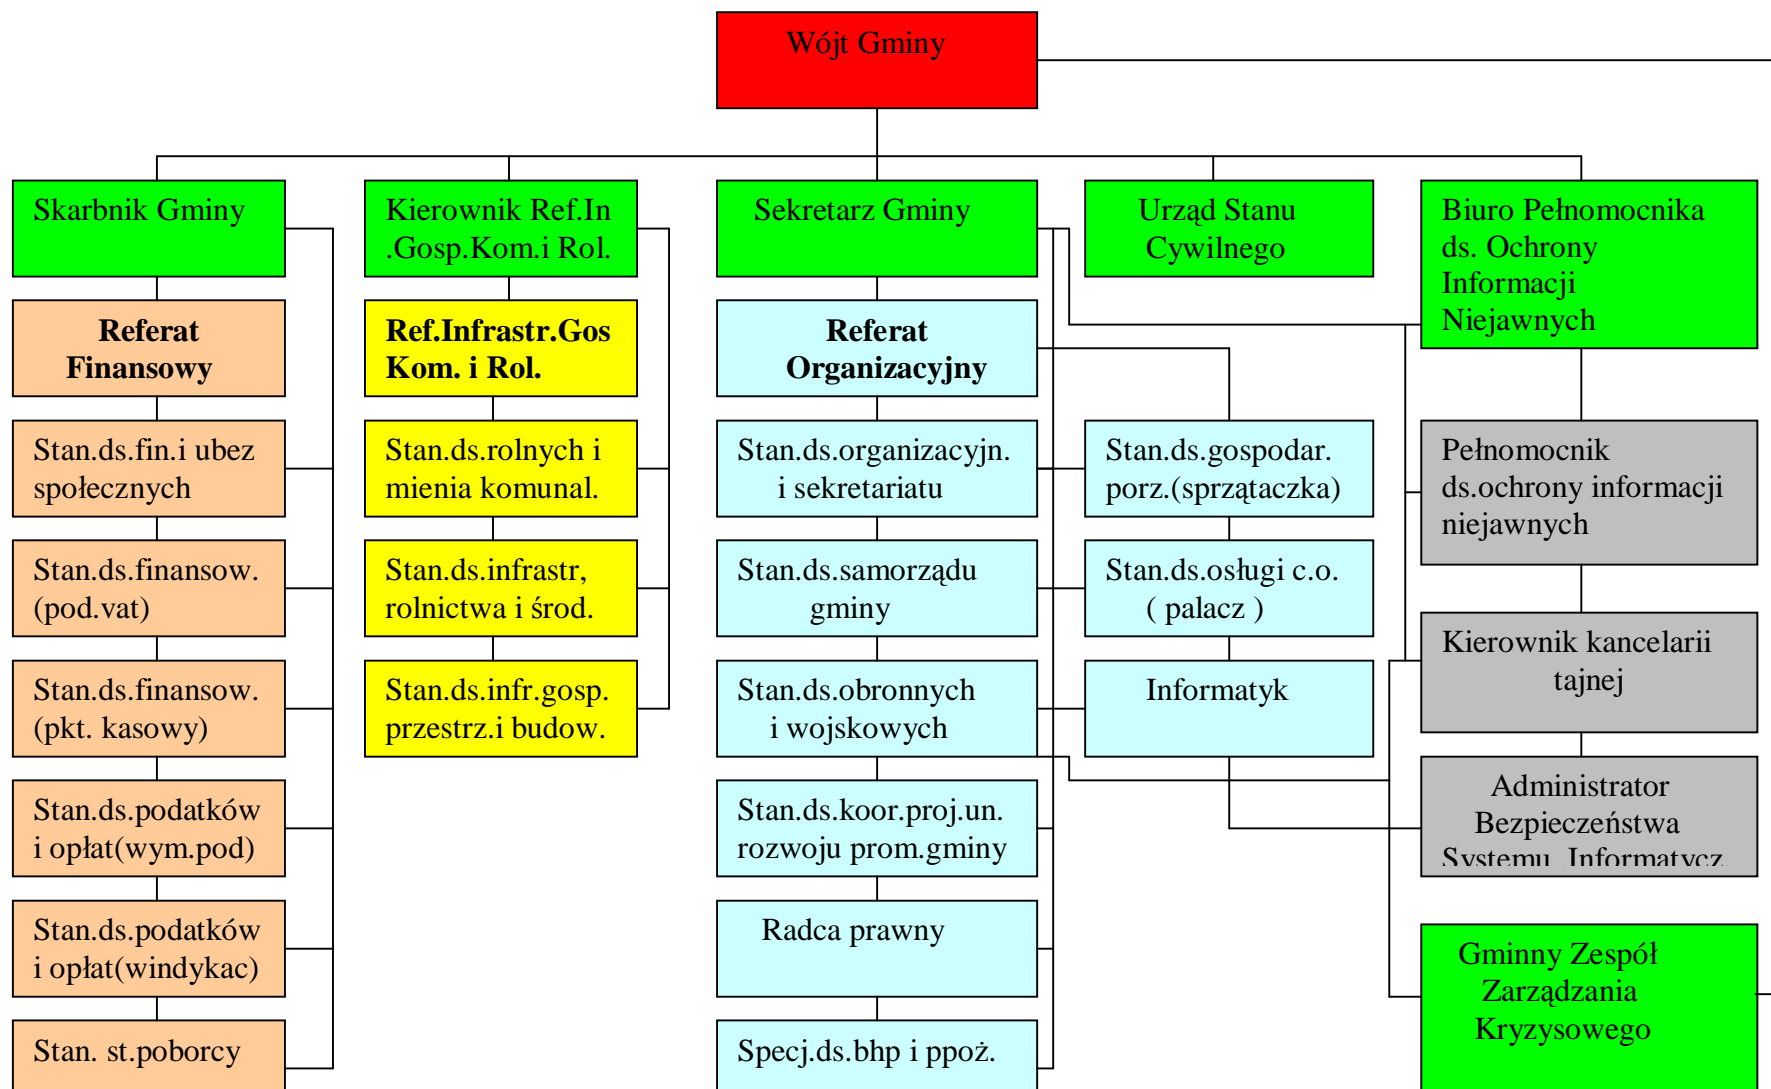 Wójt Gminy
Skarbnik Gminy
Kierownik Ref.In
.Gosp.Kom.i Rol.
Sekretarz Gminy
Urząd Stanu
Cywilnego
Biuro Pełnomocnika
ds. Ochrony
Informacji
Niejawnych
Referat
Finansowy
Ref.Infrastr.Gos
Kom. i Rol.
Referat
Organizacyjny
Stan.ds.fin.i ubez
społecznych
Stan.ds.rolnych i
mienia komunal.
Stan.ds.organizacyjn.
i sekretariatu
Stan.ds.gospodar.
porz.(sprzątaczka)
Pełnomocnik
ds.ochrony informacji
niejawnych
Stan.ds.finansow.
(pod.vat)
Stan.ds.infrastr,
rolnictwa i środ.
Stan.ds.samorządu
gminy
Stan.ds.osługi c.o.
( palacz )
Kierownik kancelarii
tajnej
Stan.ds.finansow.
(pkt. kasowy)
Stan.ds.infr.gosp.
przestrz.i budow.
Stan.ds.obronnych
i wojskowych
Informatyk
Administrator
Bezpieczeństwa
Systemu Informatycz
Stan.ds.podatków
i opłat(wym.pod)
Stan.ds.koor.proj.un.
rozwoju prom.gminy
Stan.ds.podatków
i opłat(windykac)
Radca prawny
Gminny Zespół
Zarządzania
Kryzysowego
Stan. st.poborcy
Specj.ds.bhp i ppoż.